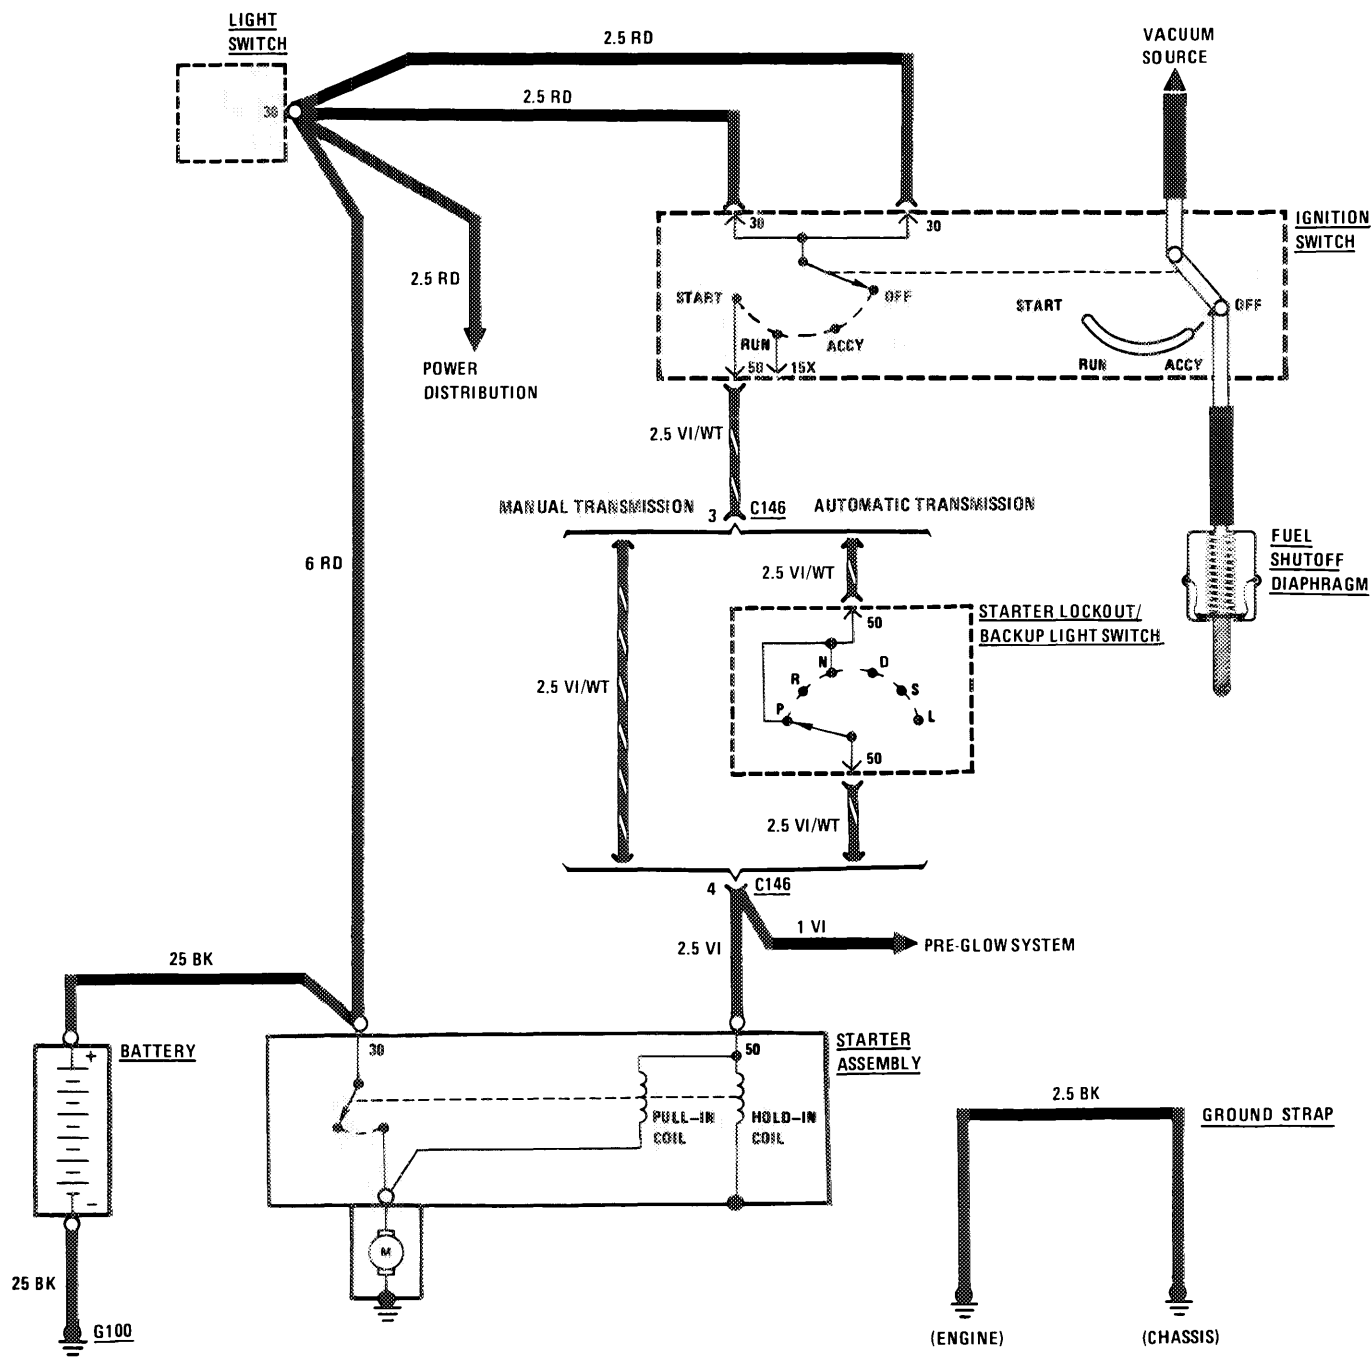 LIGHT
SWITCH
30
2.5 RD
2.5 RD
VACUUM
SOURCE
2.5 RD
POWER
DISTRIBUTION
30
30
IGNITION
SWITCH
START
OFF
RUN
ACCY
50
15X
START
OFF
RUN
ACCY
2.5 VI/WT
MANUAL TRANSMISSION
3
C146
AUTOMATIC TRANSMISSION
6 RD
2.5 VI/WT
FUEL
SHUTOFF
DIAPHRAGM
STARTER LOCKOUT/
BACKUP LIGHT SWITCH
50
N
D
R
S
P
L
50
2.5 VI/WT
2.5 VI/WT
4
C146
1 VI
PRE-GLOW SYSTEM
2.5 VI
25 BK
BATTERY
+
−
30
50
STARTER
ASSEMBLY
PULL-IN
COIL
HOLD-IN
COIL
M
25 BK
G100
2.5 BK
GROUND STRAP
(ENGINE)
(CHASSIS)